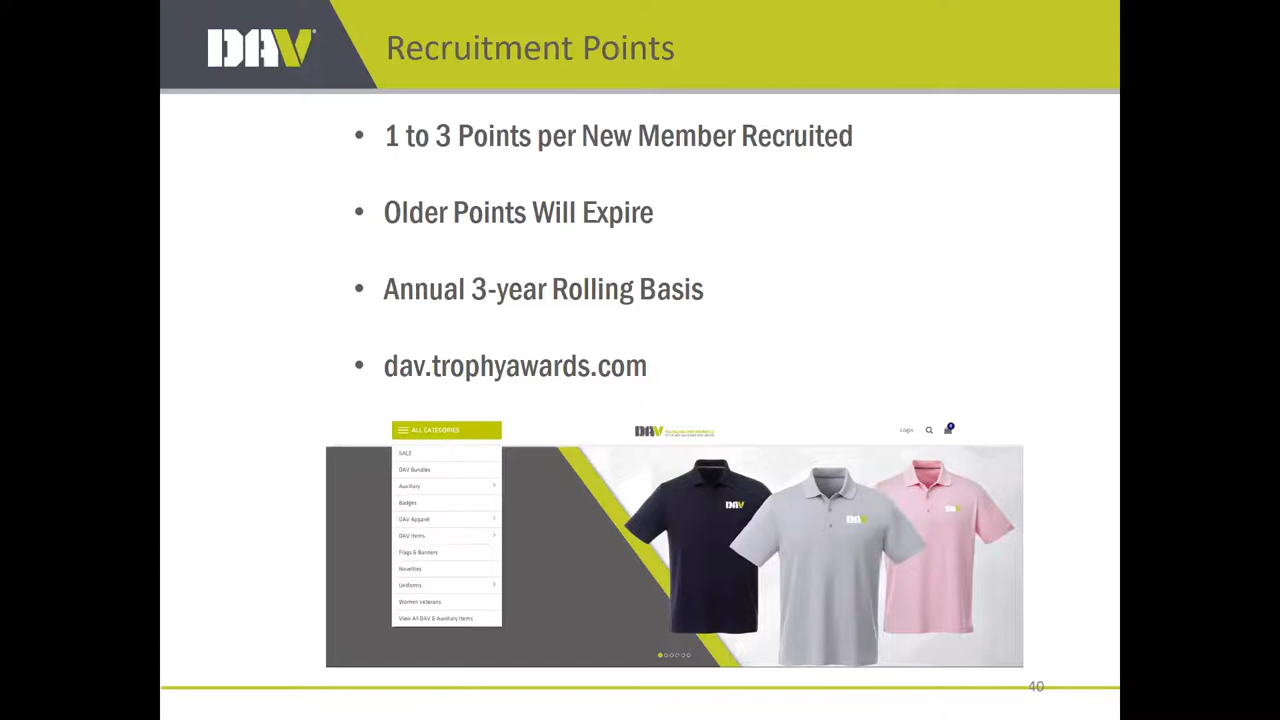 DAV
Recruitment Points
• 1 to 3 Points per New Member Recruited
• Older Points Will Expire
• Annual 3-year Rolling Basis
• dav.trophyawards.com
ALL CATEGORIES
DAV
Login
0
SALE
DAV Bundles
Auxiliary
Badges
DAV Apparel
DAV Items
Flags & Banners
Novelties
Uniforms
Women Veterans
View All DAV & Auxiliary Items
DAV
DAV
DAV
40